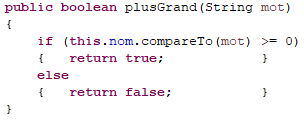 public boolean plusGrand(String mot)
{
if (this.nom.compareTo(mot) >= 0)
{ return true; }
else
{ return false; }
}